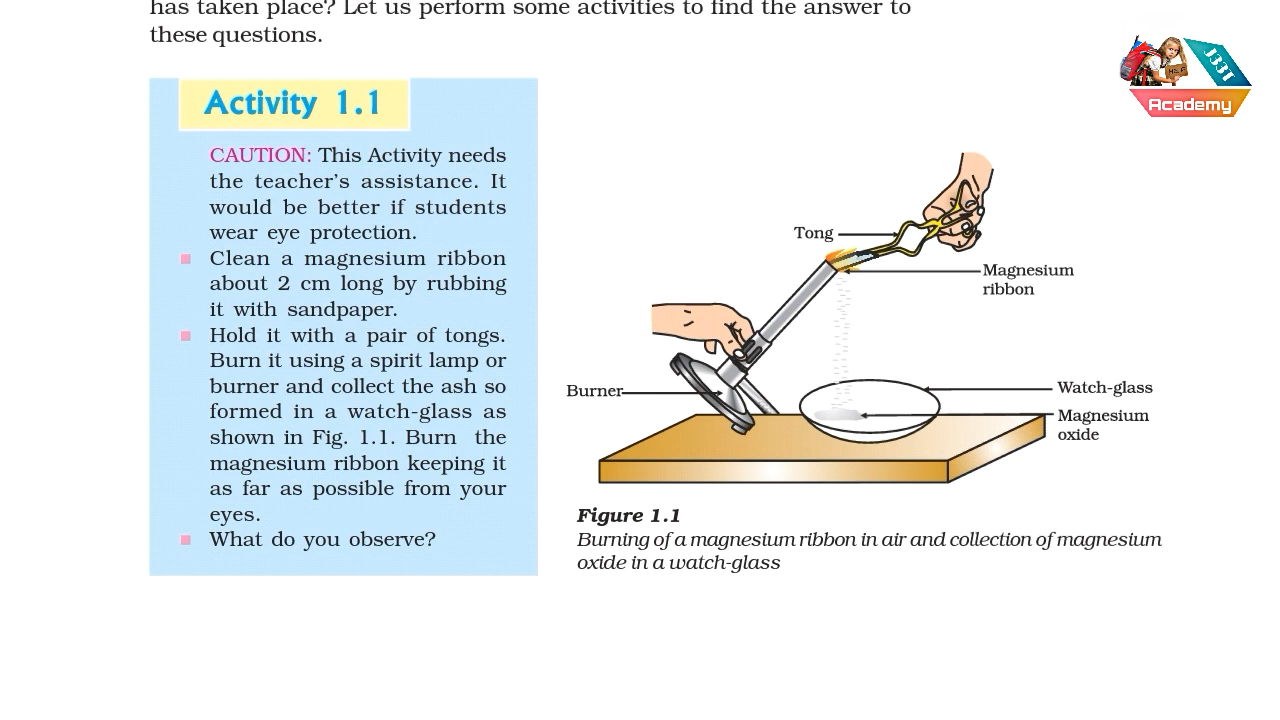 has taken place? Let us perform some activities to find the answer to
these questions.
J331
HELP
Academy
Activity 1.1
CAUTION: This Activity needs
the teacher's assistance. It
would be better if students
wear eye protection.
Clean a magnesium ribbon
about 2 cm long by rubbing
it with sandpaper.
Hold it with a pair of tongs.
Burn it using a spirit lamp or
burner and collect the ash so
formed in a watch-glass as
shown in Fig. 1.1. Burn the
magnesium ribbon keeping it
as far as possible from your
eyes.
What do you observe?
Tong
Magnesium
ribbon
Burner
Watch-glass
Magnesium
oxide
Figure 1.1
Burning of a magnesium ribbon in air and collection of magnesium
oxide in a watch-glass